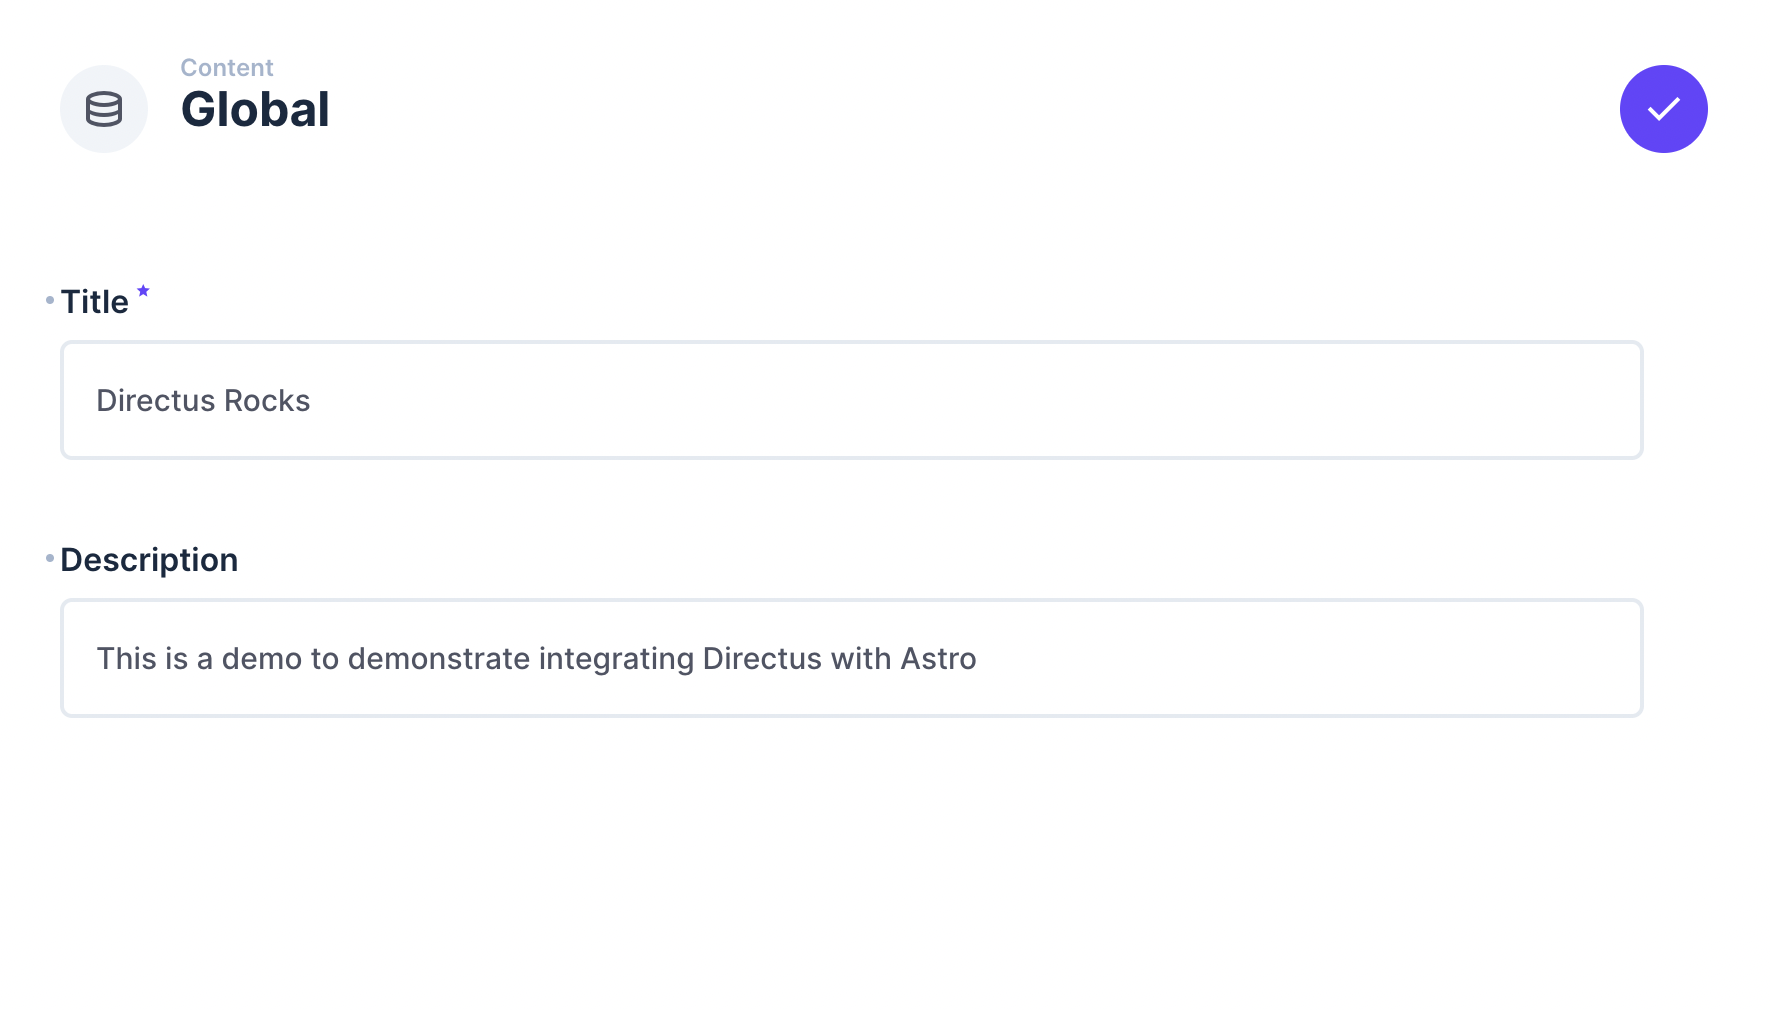 Content
Global
Title
Directus Rocks
Description
This is a demo to demonstrate integrating Directus with Astro